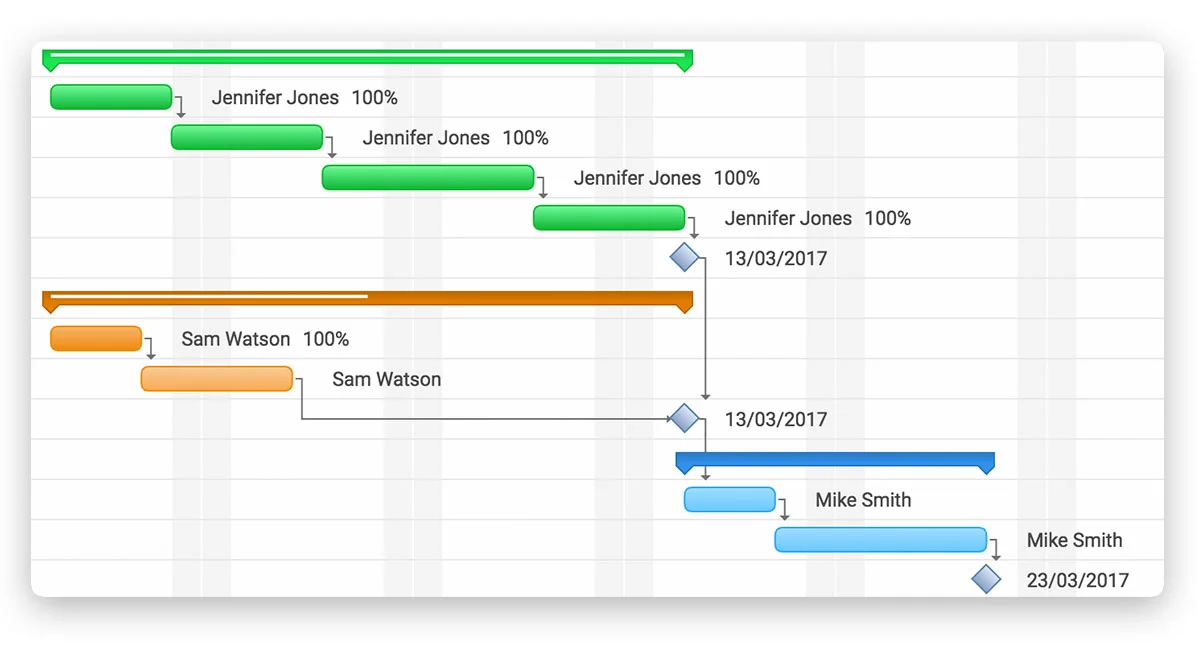 Jennifer Jones 100%
Jennifer Jones 100%
Jennifer Jones 100%
Jennifer Jones 100%
13/03/2017
Sam Watson 100%
Sam Watson
13/03/2017
Mike Smith
Mike Smith
23/03/2017